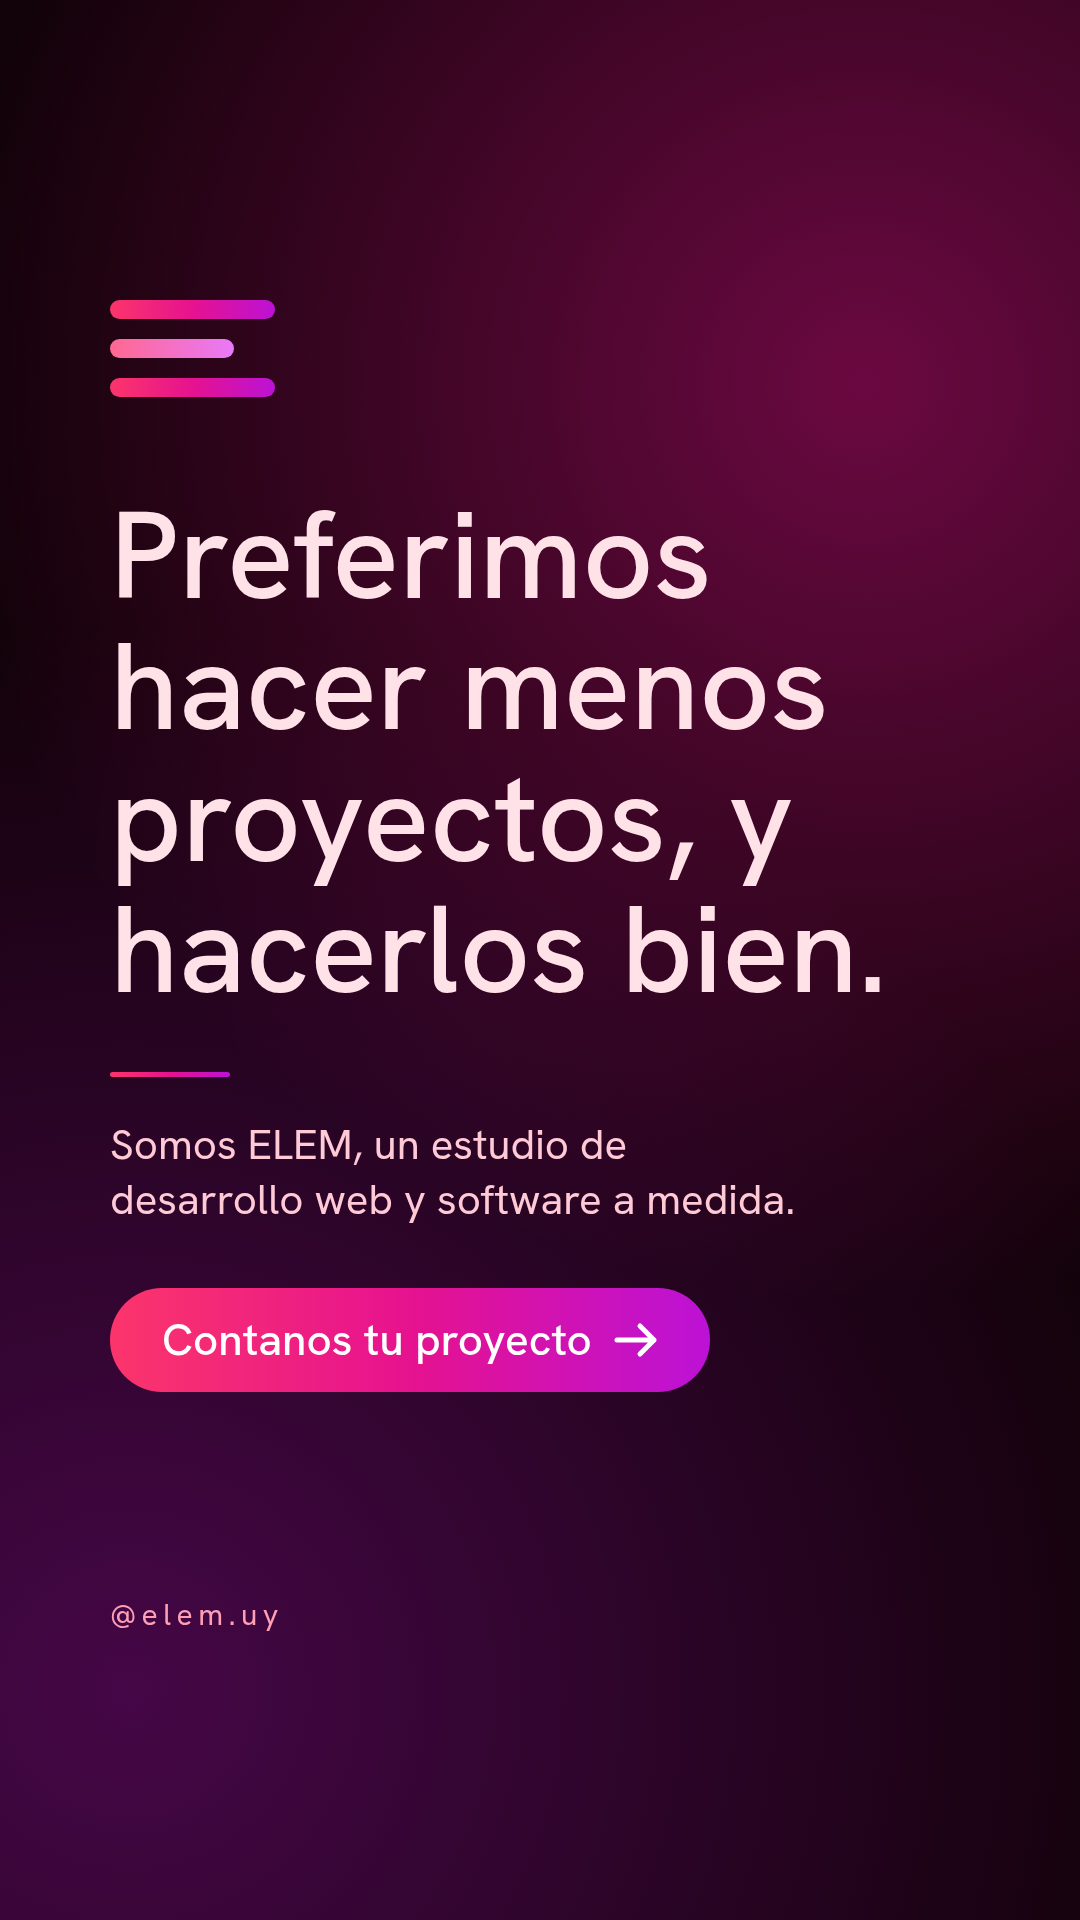 Preferimos
hacer menos
proyectos, y
hacerlos bien.
Somos ELEM, un estudio de
desarrollo web y software a medida.
Contanos tu proyecto →
@elem.uy